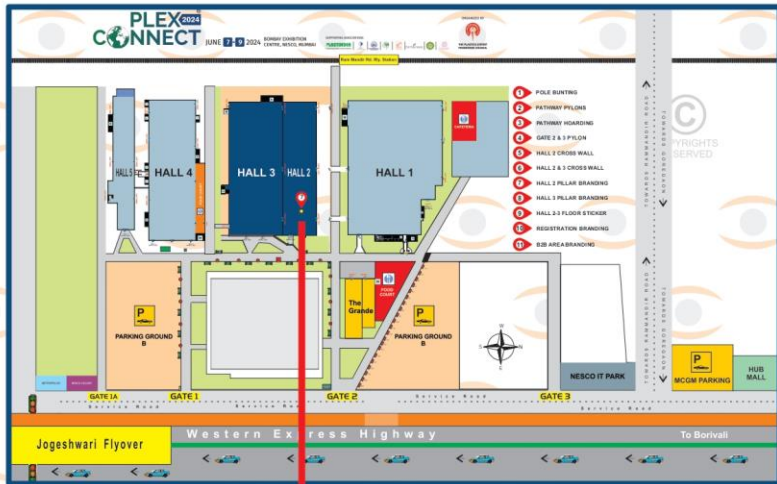 PLEX 2024
CONNECT
JUNE 7-9 2024
BOMBAY EXHIBITION
CENTRE, NESCO, MUMBAI
ORGANIZED BY
1 POLE BUNTING
2 PATHWAY PYLONS
3 PATHWAY HOARDING
4 GATE 2 & 3 PYLON
5 HALL 2 CROSS WALL
6 HALL 2 & 3 CROSS WALL
7 HALL 2 PILLAR BRANDING
8 HALL 3 PILLAR BRANDING
9 HALL 2-3 FLOOR STICKER
10 REGISTRATION BRANDING
11 B2B AREA BRANDING
HALL 5
HALL 4
HALL 3
HALL 2
7
HALL 1
©
TOWARDS GOREGAON
TOWARDS GOREGAON
P
PARKING GROUND
B
The
Grande
FOOD
COURT
P
PARKING GROUND
B
W
S
N
E
NESCO IT PARK
P
MCGM PARKING
HUB
MALL
GATE 1A
GATE 1
GATE 2
GATE 3
Service Road
Service Road
Service Road
Service Road
Jogeshwari Flyover
Western Express Highway
To Borivali